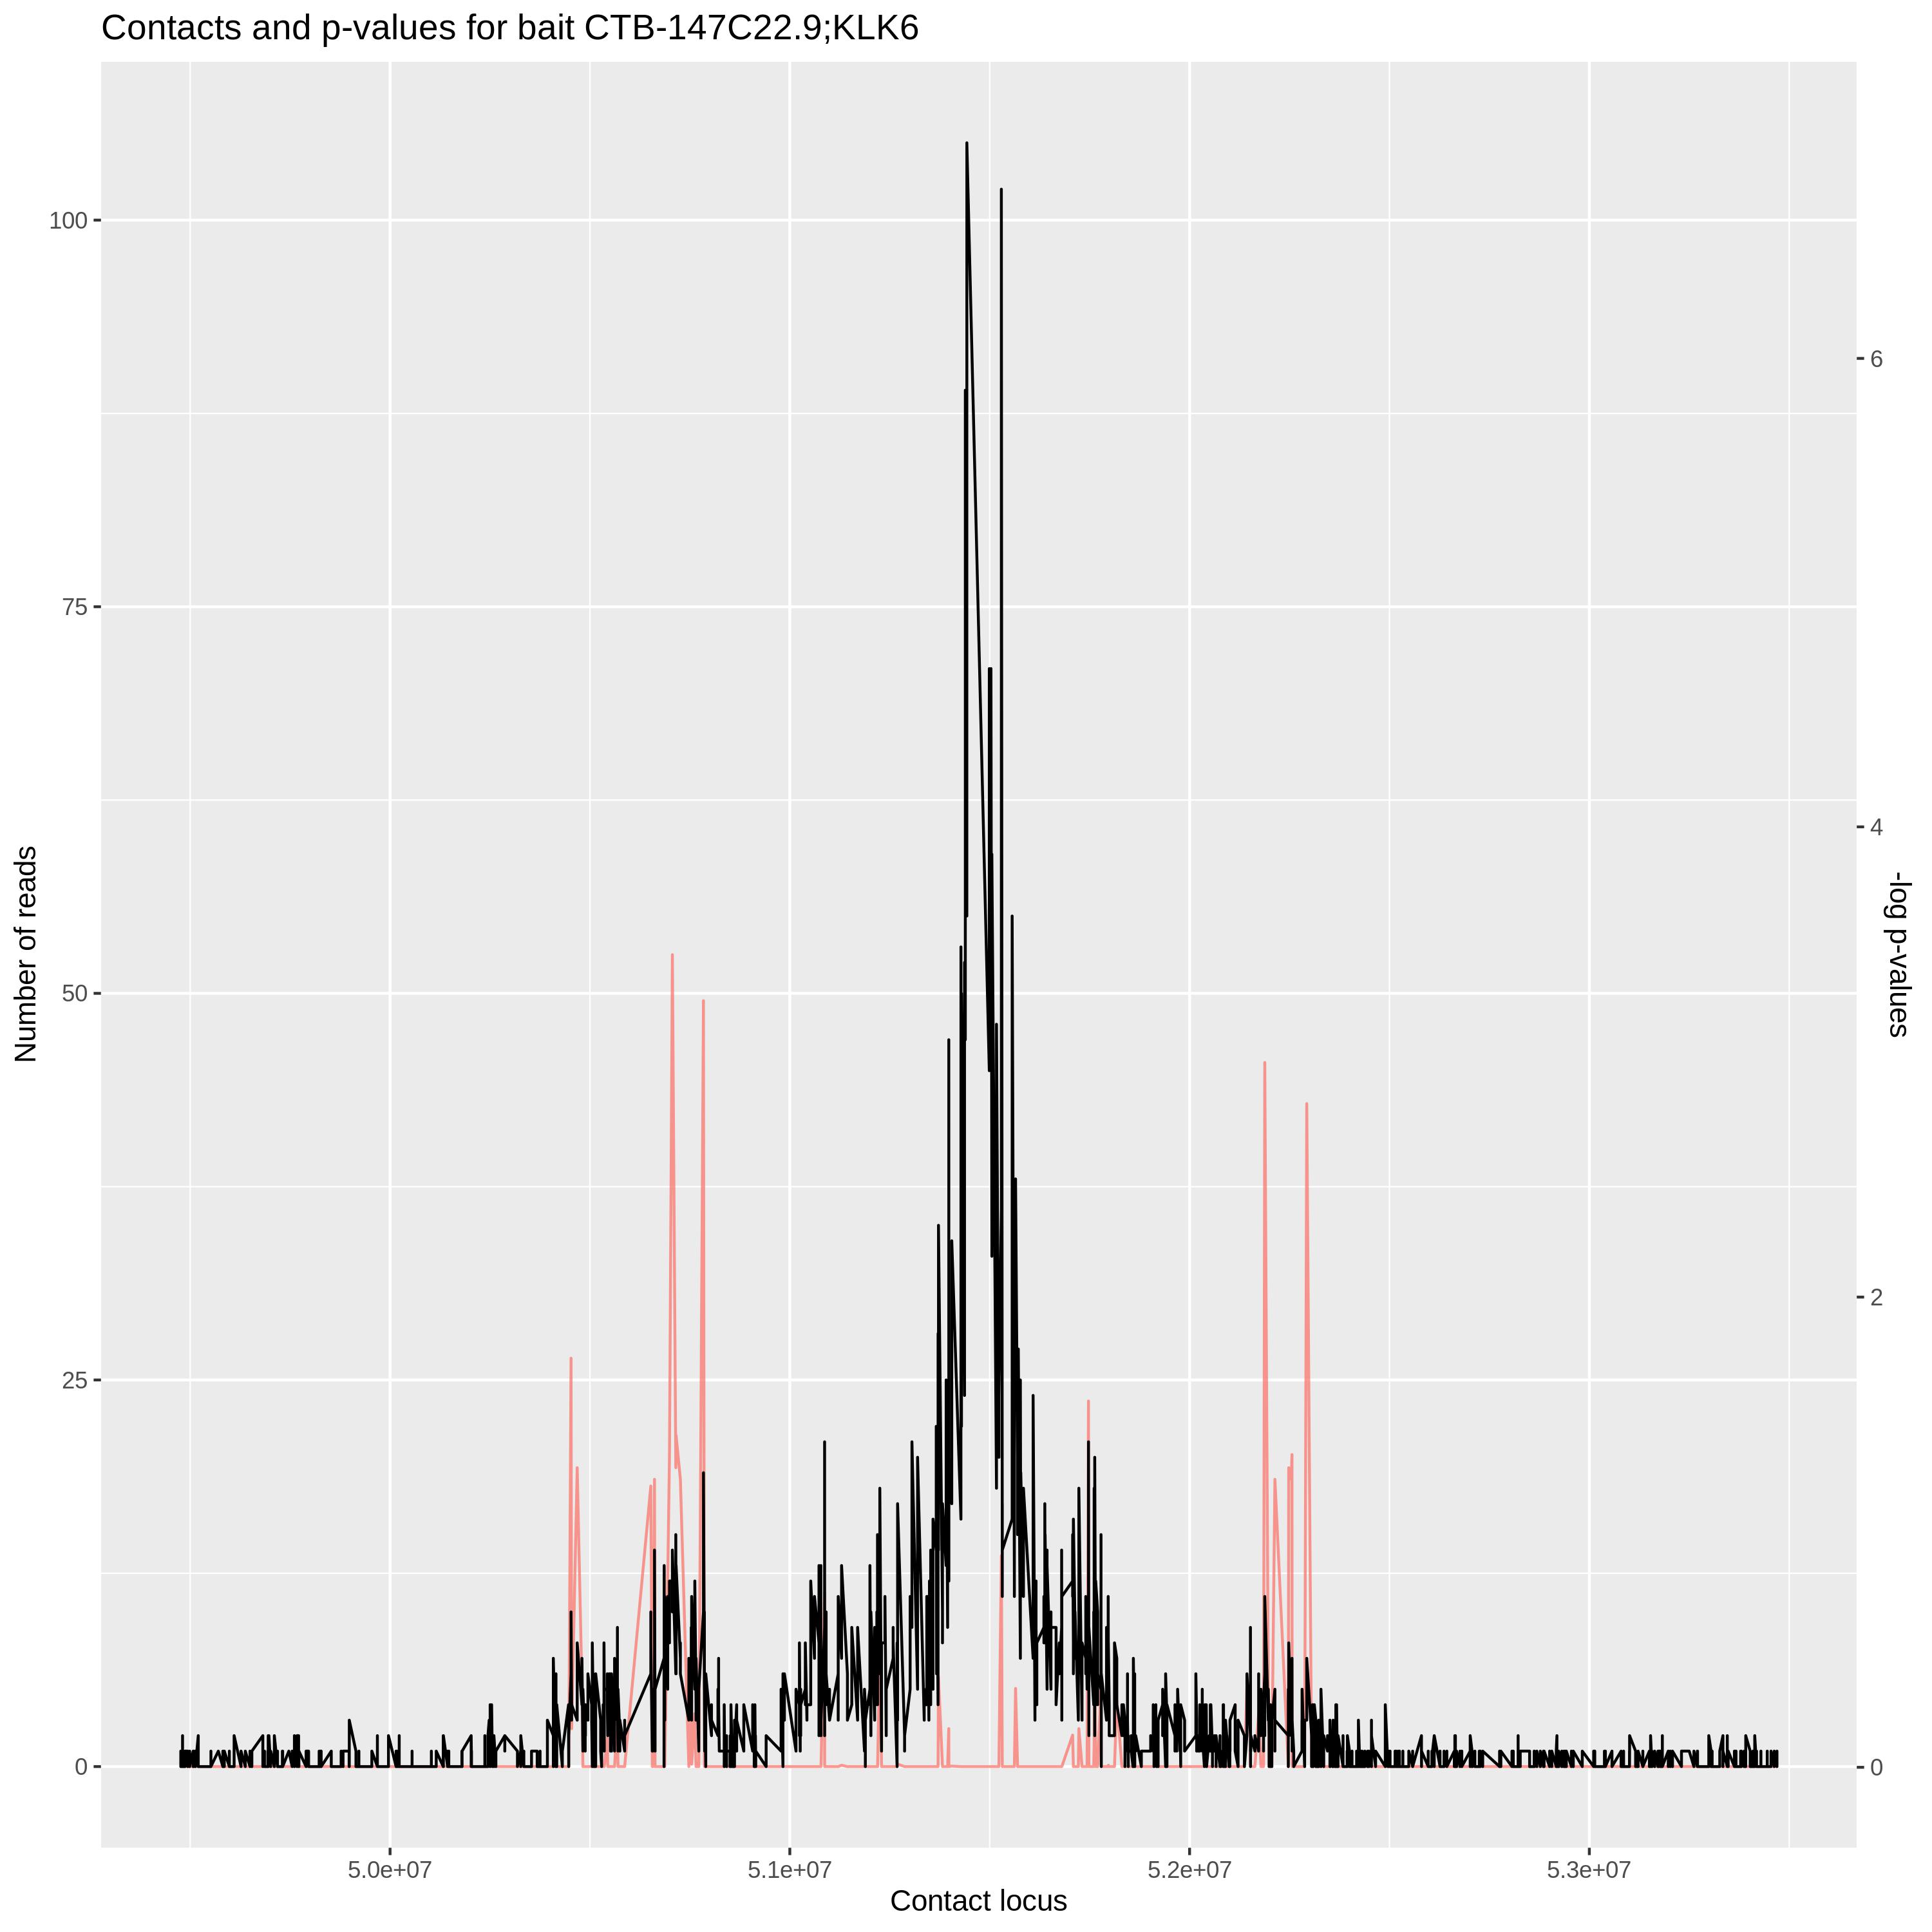 Contacts and p-values for bait CTB-147C22.9;KLK6
100
75
50
25
0
Number of reads
6
4
2
0
-log p-values
5.0e+07
5.1e+07
5.2e+07
5.3e+07
Contact locus